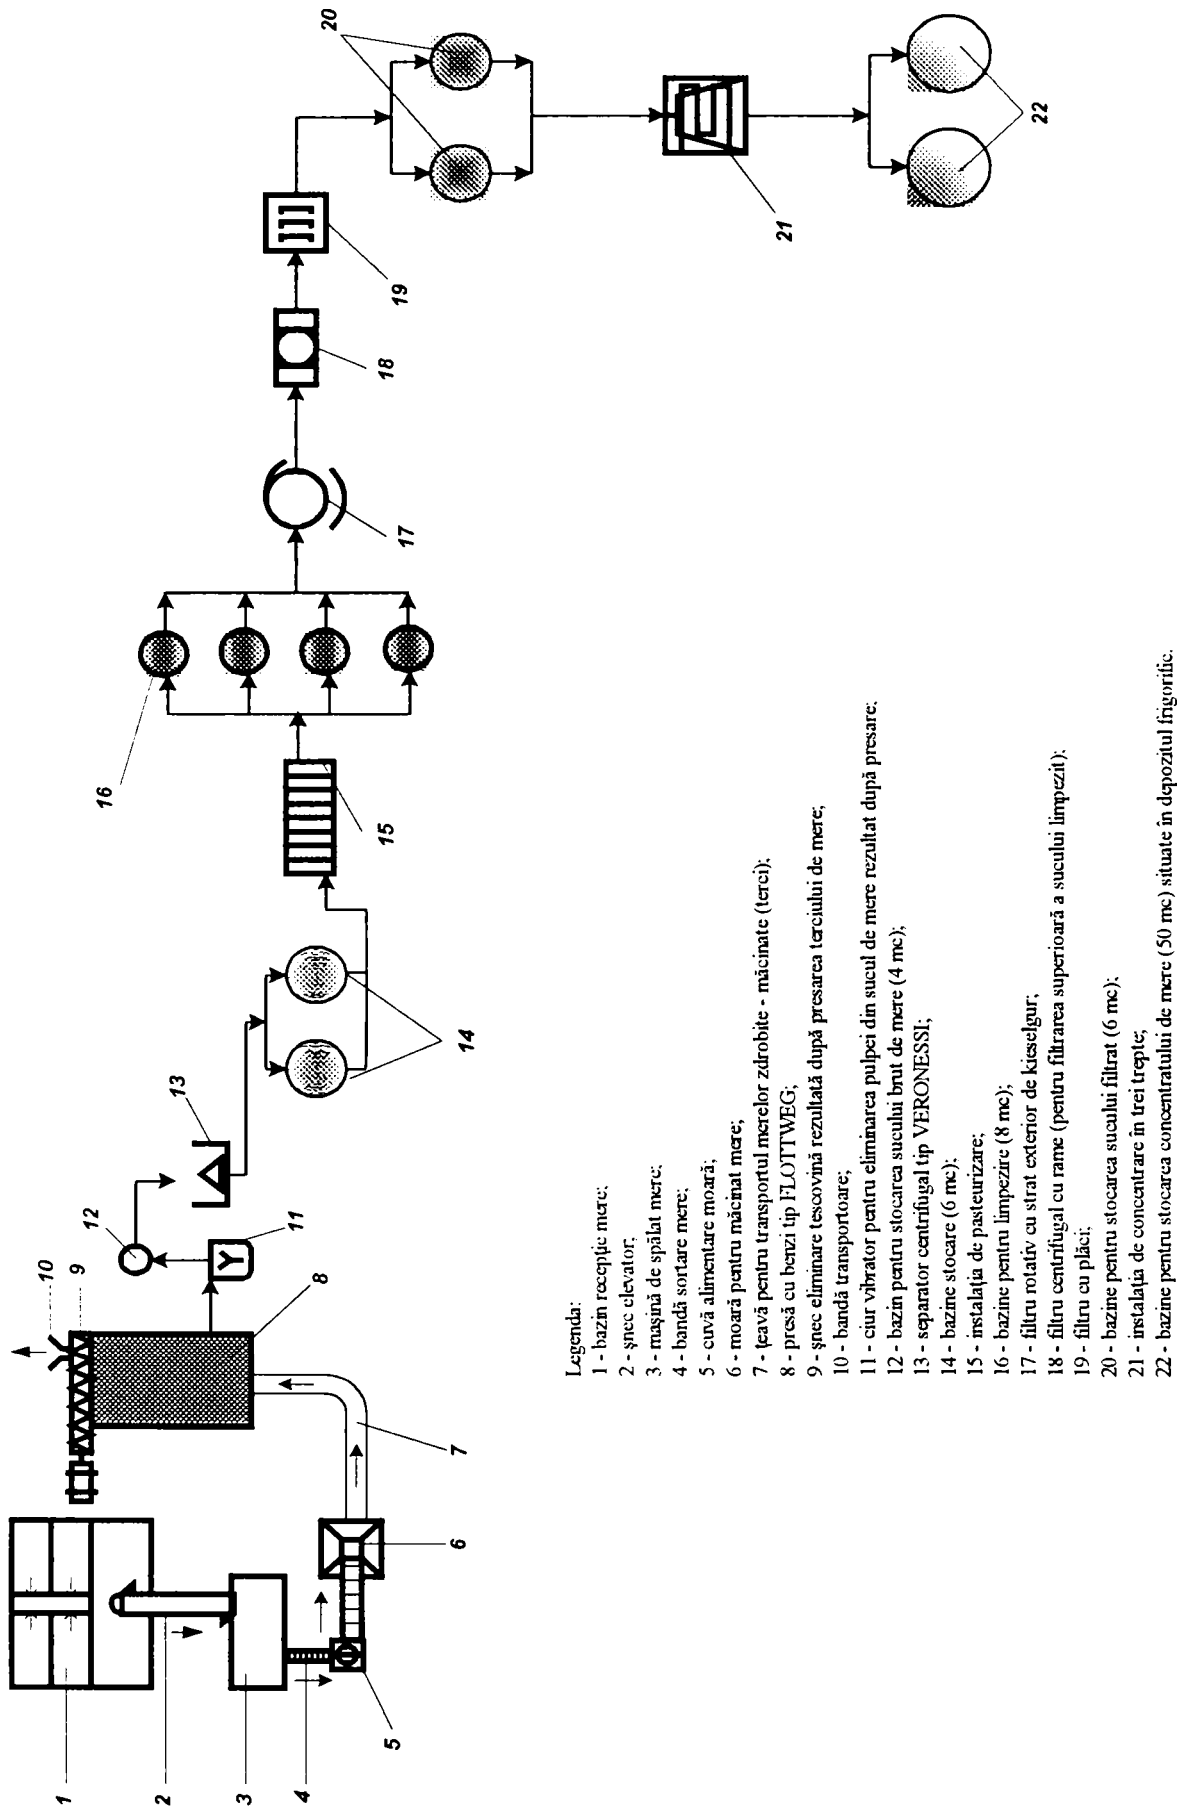 1
2
3
4
5
6
7
8
9
10
11
12
13
14
15
16
17
18
19
20
21
22
Legenda:
1 - bazin recepție mere;
2 - șnec elevator;
3 - mașină de spălat mere;
4 - bandă sortare mere;
5 - cuvă alimentare moară;
6 - moară pentru măcinat mere;
7 - țeavă pentru transportul merelor zdrobite - măcinate (terci);
8 - presă cu benzi tip FLOTTWEG;
9 - șnec eliminare tescovină rezultată după presarea terciului de mere;
10 - bandă transportoare;
11 - ciur vibrator pentru eliminarea pulpei din sucul de mere rezultat după presare;
12 - bazin pentru stocarea sucului brut de mere (4 mc);
13 - separator centrifugal tip VERONESSI;
14 - bazine stocare (6 mc);
15 - instalația de pasteurizare;
16 - bazine pentru limpezire (8 mc);
17 - filtru rotativ cu strat exterior de kieselgur;
18 - filtru centrifugal cu rame (pentru filtrarea superioară a sucului limpezit);
19 - filtru cu plăci;
20 - bazine pentru stocarea sucului filtrat (6 mc);
21 - instalația de concentrare în trei trepte;
22 - bazine pentru stocarea concentratului de mere (50 mc) situate în depozitul frigorific.